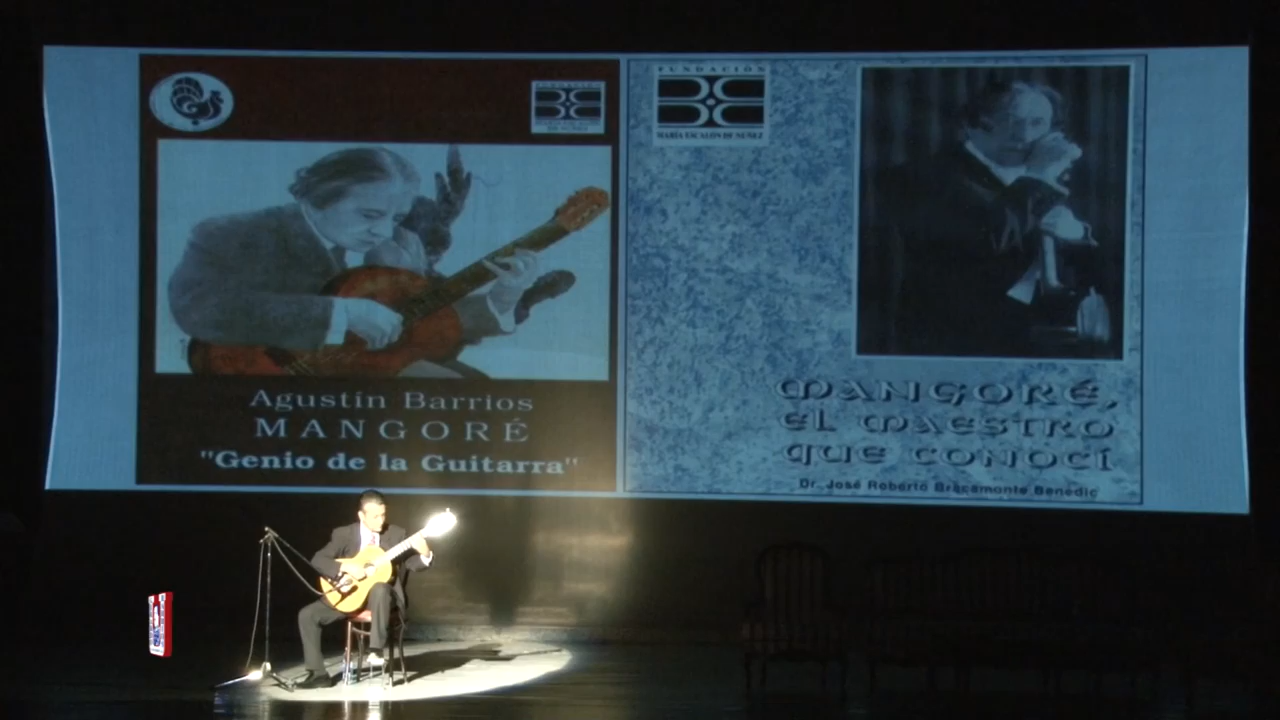 Agustín Barrios
MANGORÉ
"Genio de la Guitarra"
FUNDACIÓN
MARÍA ESCALÓN DE NÚÑEZ
MANGORÉ,
EL MAESTRO
QUE CONOCÍ
Dr. José Roberto Bracamonte Benedic